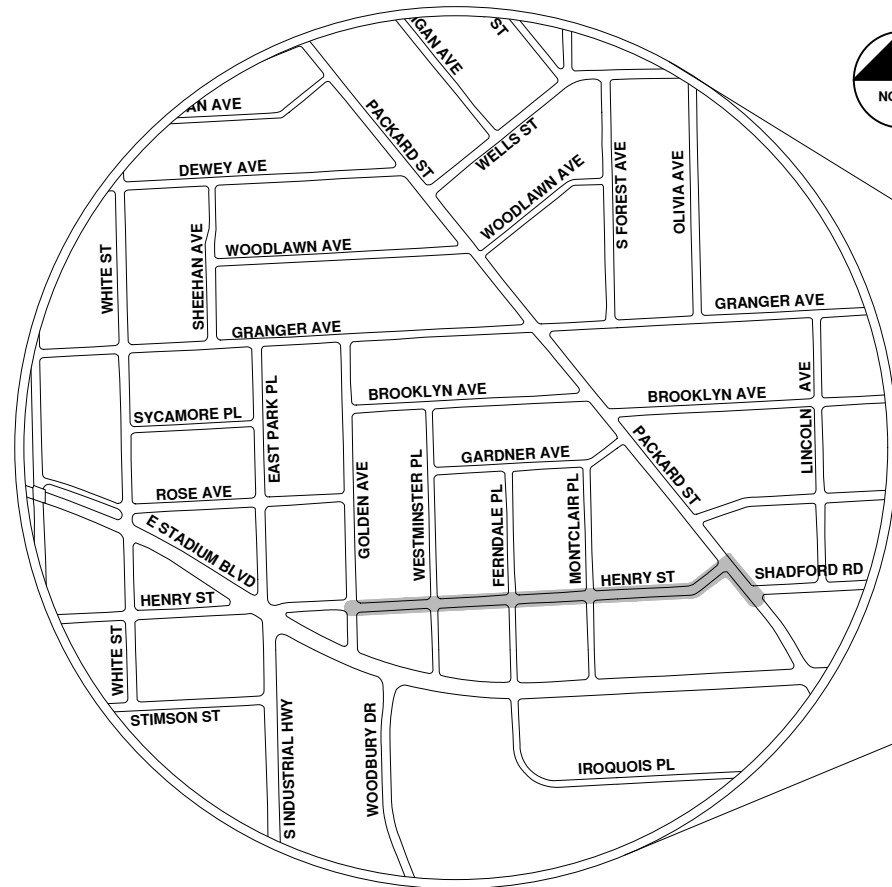 ST
IGAN AVE
AN AVE
PACKARD ST
WELLS ST
DEWEY AVE
NO
WOODLAWN AVE
S FOREST AVE
OLIVIA AVE
WHITE ST
SHEEHAN AVE
WOODLAWN AVE
GRANGER AVE
GRANGER AVE
BROOKLYN AVE
BROOKLYN AVE
LINCOLN AVE
SYCAMORE PL
EAST PARK PL
GARDNER AVE
PACKARD ST
ROSE AVE
GOLDEN AVE
WESTMINSTER PL
FERNDALE PL
MONTCLAIR PL
E STADIUM BLVD
HENRY ST
HENRY ST
SHADFORD RD
WHITE ST
STIMSON ST
S INDUSTRIAL HWY
WOODBURY DR
IROQUOIS PL